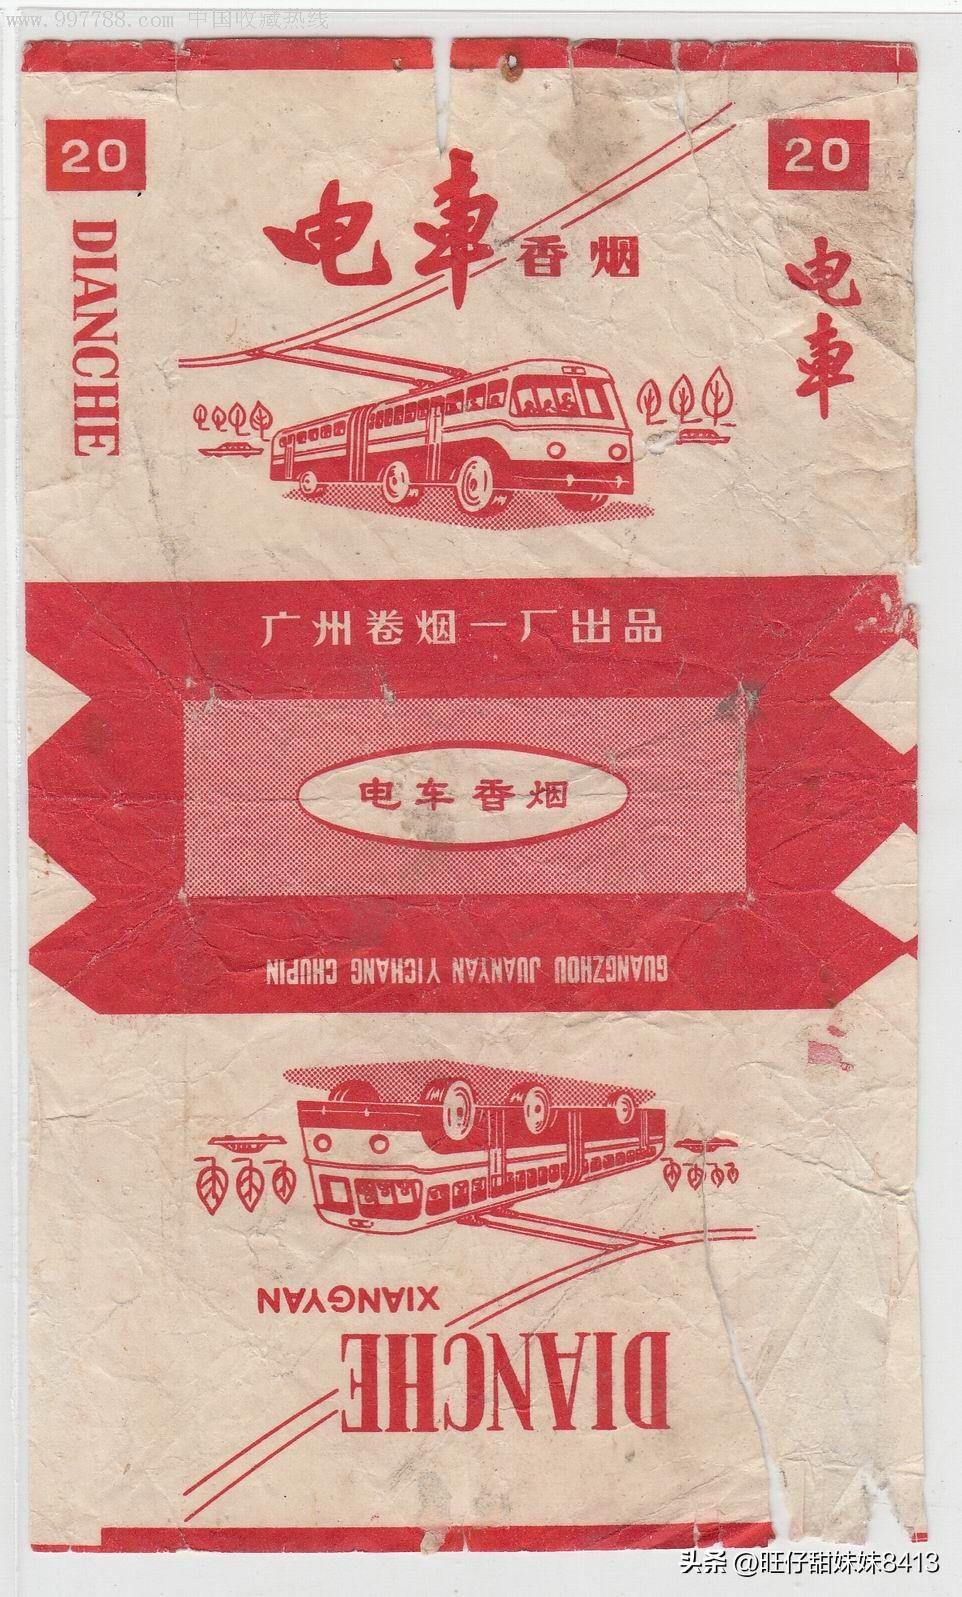 www.997788.com 中国收藏热线
20
20
DIANCHE
电車香烟
电車
广州卷烟一厂出品
电车香烟
GUANGZHOU JUANYAN YICHANG CHUPIN
XIANGYAN
DIANCHE
头条 @旺仔甜妹妹8413